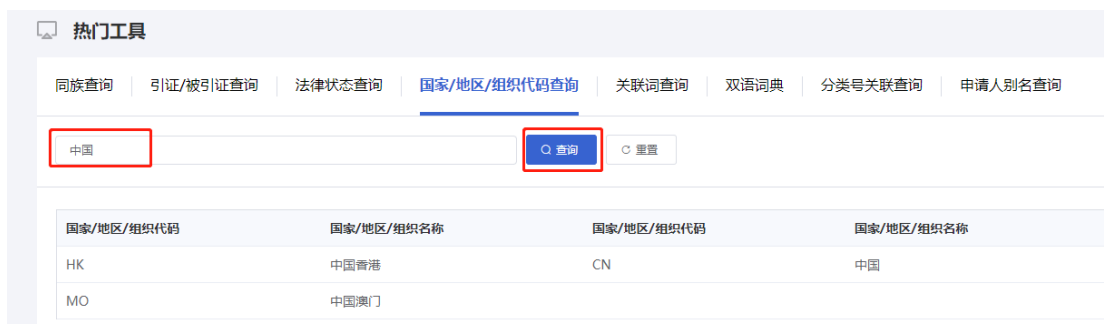 热门工具
同族查询 引证/被引证查询 法律状态查询 国家/地区/组织代码查询 关联词查询 双语词典 分类号关联查询 申请人别名查询
中国 查询 重置
国家/地区/组织代码 国家/地区/组织名称 国家/地区/组织代码 国家/地区/组织名称
HK 中国香港 CN 中国
MO 中国澳门